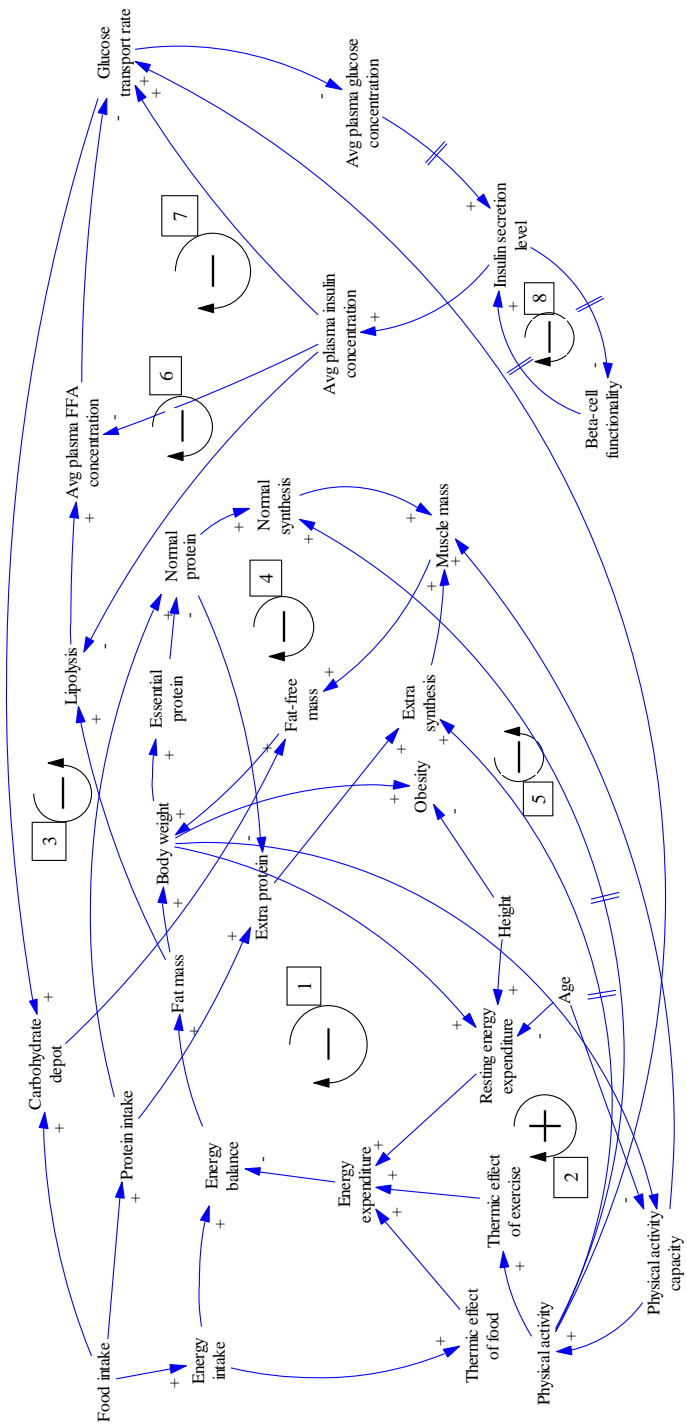 Food intake
Energy
intake
Thermic effect
of food
Physical activity
Physical activity
capacity
Thermic effect
of exercise
Energy
expenditure
Energy
balance
Protein intake
Carbohydrate
depot
Fat mass
Resting energy
expenditure
Age
Height
Extra protein
Body weight
Obesity
Essential
protein
Fat-free
mass
Extra
synthesis
Lipolysis
Normal
protein
Normal
synthesis
Muscle mass
Avg plasma FFA
concentration
Avg plasma insulin
concentration
Beta-cell
functionality
Insulin secretion
level
Avg plasma glucose
concentration
Glucose
transport rate
1
2
3
4
5
6
7
8